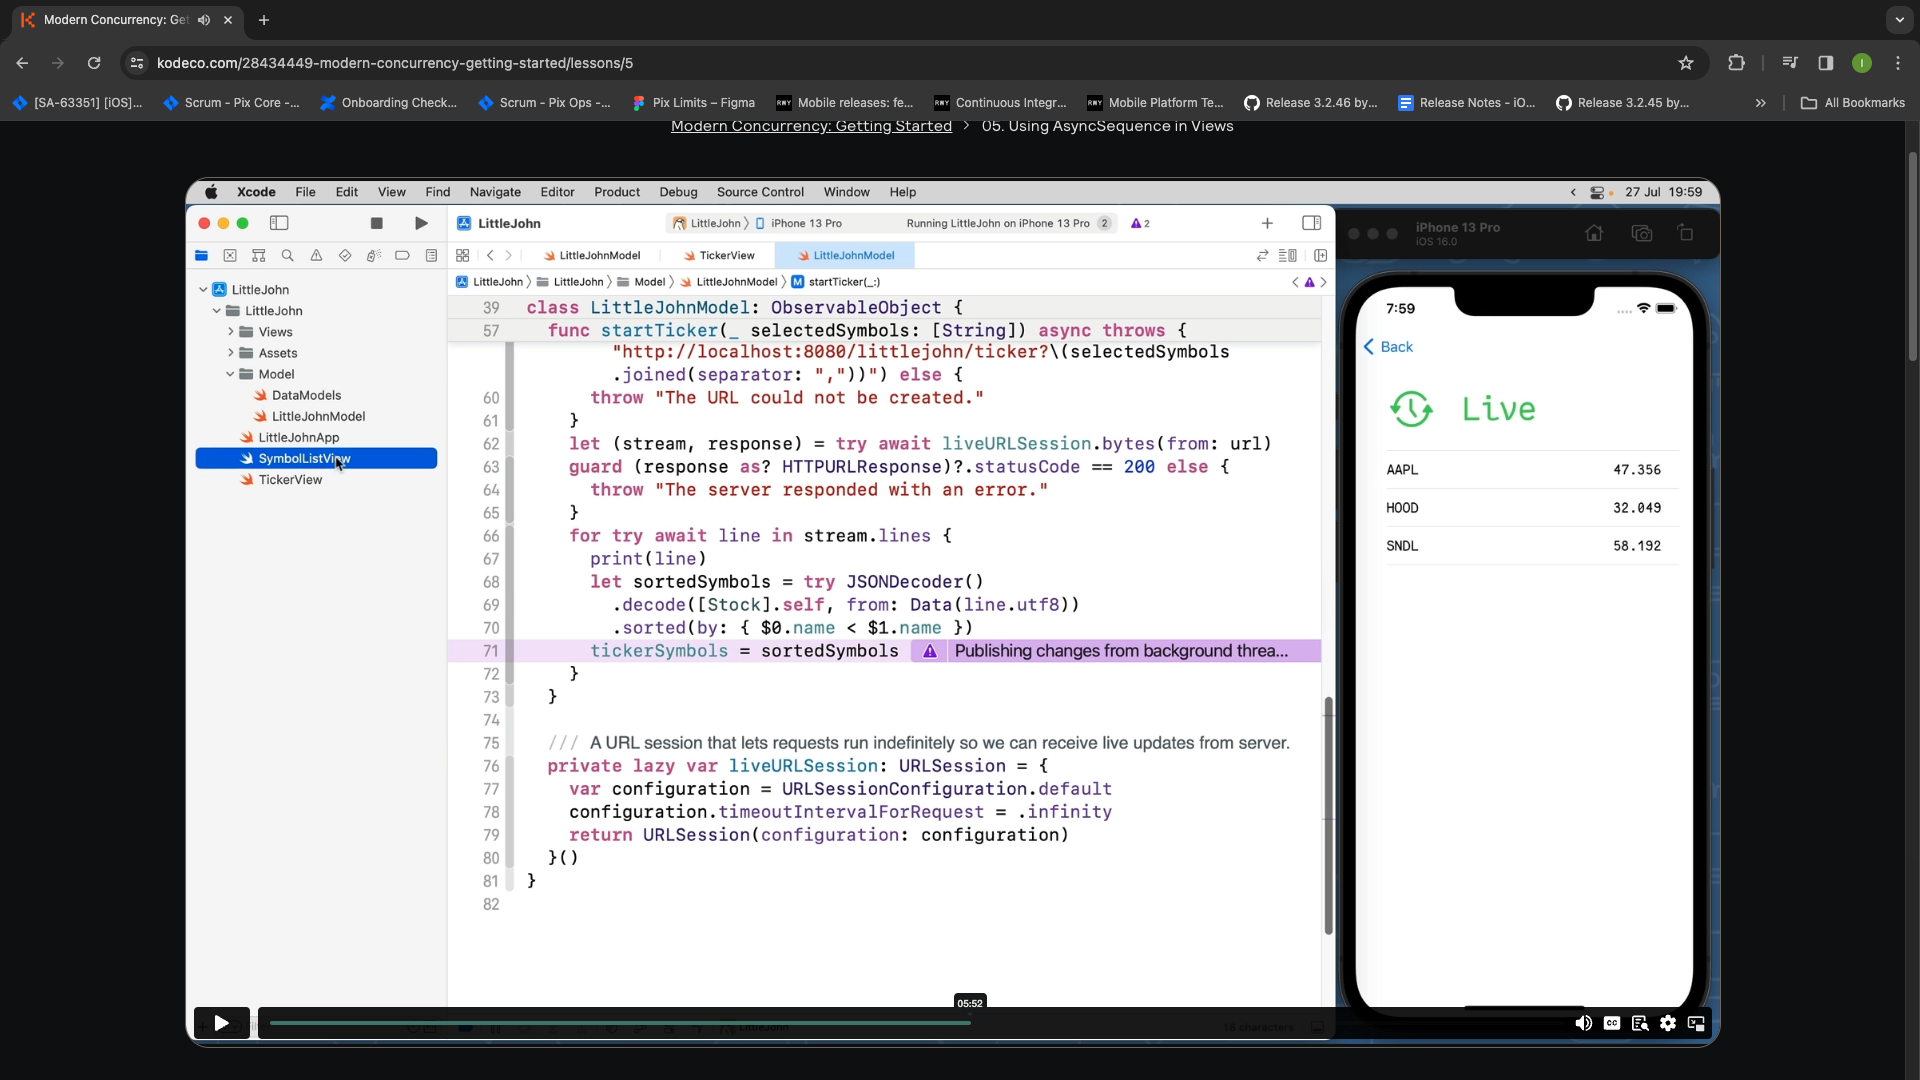 Modern Concurrency: Get
kodeco.com/28434449-modern-concurrency-getting-started/lessons/5
I
[SA-63351] [iOS]...
Scrum - Pix Core -...
Onboarding Check...
Scrum - Pix Ops -...
Pix Limits – Figma
RWY
Mobile releases: fe...
RWY
Continuous Integr...
RWY
Mobile Platform Te...
Release 3.2.46 by...
Release Notes - iO...
Release 3.2.45 by...
»
All Bookmarks
Modern Concurrency: Getting Started > 05. Using AsyncSequence in Views
Xcode File Edit View Find Navigate Editor Product Debug Source Control Window Help
27 Jul 19:59
LittleJohn
LittleJohn 〉 iPhone 13 Pro
Running LittleJohn on iPhone 13 Pro 2
2
LittleJohnModel
TickerView
LittleJohnModel
LittleJohn 〉 LittleJohn 〉 Model 〉 LittleJohnModel 〉 M startTicker(_:)
LittleJohn
LittleJohn
Views
Assets
Model
DataModels
LittleJohnModel
LittleJohnApp
SymbolListView
TickerView
39 class LittleJohnModel: ObservableObject {
57 func startTicker(_ selectedSymbols: [String]) async throws {
"http://localhost:8080/littlejohn/ticker?\(selectedSymbols
.joined(separator: ","))") else {
60 throw "The URL could not be created."
61 }
62 let (stream, response) = try await liveURLSession.bytes(from: url)
63 guard (response as? HTTPURLResponse)?.statusCode == 200 else {
64 throw "The server responded with an error."
65 }
66 for try await line in stream.lines {
67 print(line)
68 let sortedSymbols = try JSONDecoder()
69 .decode([Stock].self, from: Data(line.utf8))
70 .sorted(by: { $0.name < $1.name })
71 tickerSymbols = sortedSymbols Publishing changes from background threa...
72 }
73 }
74
75 /// A URL session that lets requests run indefinitely so we can receive live updates from server.
76 private lazy var liveURLSession: URLSession = {
77 var configuration = URLSessionConfiguration.default
78 configuration.timeoutIntervalForRequest = .infinity
79 return URLSession(configuration: configuration)
80 }()
81 }
82
iPhone 13 Pro
iOS 16.0
7:59
Back
Live
AAPL 47.356
HOOD 32.049
SNDL 58.192
05:52
LittleJohn
18 characters
CC